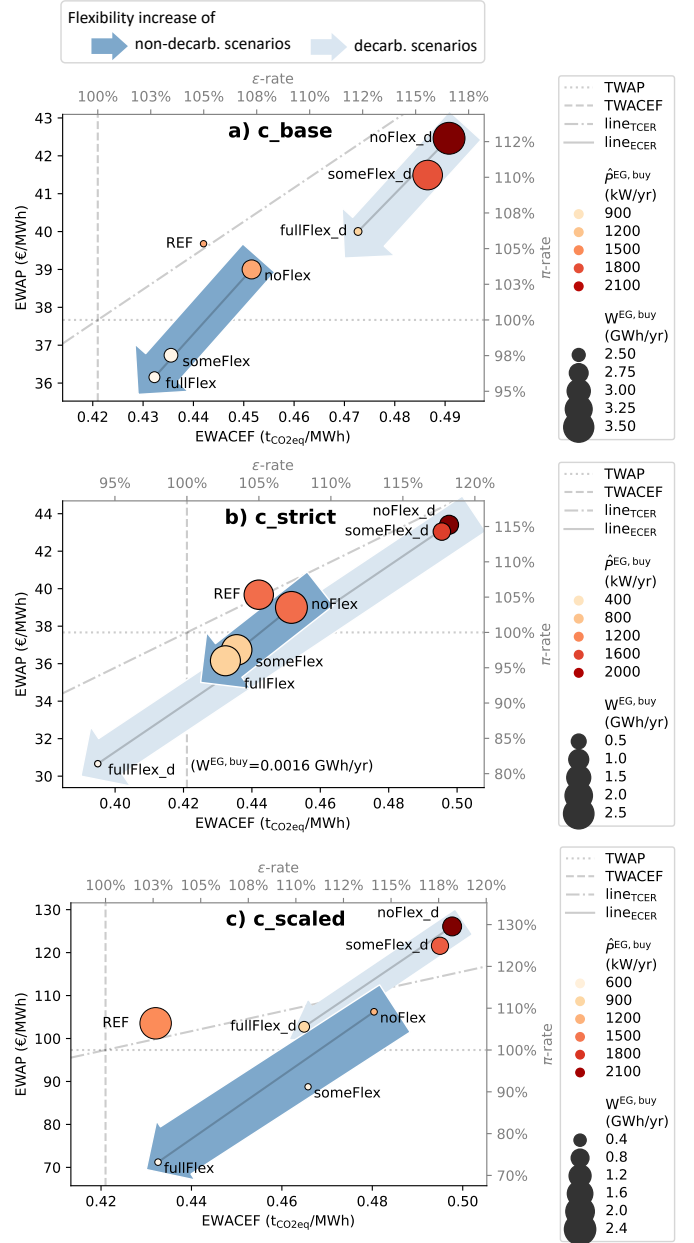 Flexibility increase of
non-decarb. scenarios
decarb. scenarios
ε-rate
100% 103% 105% 108% 110% 112% 115% 118%
a) c_base
EWAP (€/MWh)
43
42
41
40
39
38
37
36
noFlex_d
someFlex_d
fullFlex_d
REF
noFlex
someFlex
fullFlex
112%
110%
108%
105%
103%
100%
98%
95%
π-rate
0.42 0.43 0.44 0.45 0.46 0.47 0.48 0.49
EWACEF (tCO2eq/MWh)
TWAP
TWACEF
lineTCER
lineECER
P̂EG, buy
(kW/yr)
900
1200
1500
1800
2100
WEG, buy
(GWh/yr)
2.50
2.75
3.00
3.25
3.50
ε-rate
95% 100% 105% 110% 115% 120%
b) c_strict
EWAP (€/MWh)
44
42
40
38
36
34
32
30
noFlex_d
someFlex_d
REF
noFlex
someFlex
fullFlex
fullFlex_d
(WEG, buy=0.0016 GWh/yr)
115%
110%
105%
100%
95%
90%
85%
80%
π-rate
0.40 0.42 0.44 0.46 0.48 0.50
EWACEF (tCO2eq/MWh)
TWAP
TWACEF
lineTCER
lineECER
P̂EG, buy
(kW/yr)
400
800
1200
1600
2000
WEG, buy
(GWh/yr)
0.5
1.0
1.5
2.0
2.5
ε-rate
100% 103% 105% 108% 110% 112% 115% 118% 120%
c) c_scaled
EWAP (€/MWh)
130
120
110
100
90
80
70
noFlex_d
someFlex_d
REF
fullFlex_d
noFlex
someFlex
fullFlex
130%
120%
110%
100%
90%
80%
70%
π-rate
0.42 0.44 0.46 0.48 0.50
EWACEF (tCO2eq/MWh)
TWAP
TWACEF
lineTCER
lineECER
P̂EG, buy
(kW/yr)
600
900
1200
1500
1800
2100
WEG, buy
(GWh/yr)
0.4
0.8
1.2
1.6
2.0
2.4